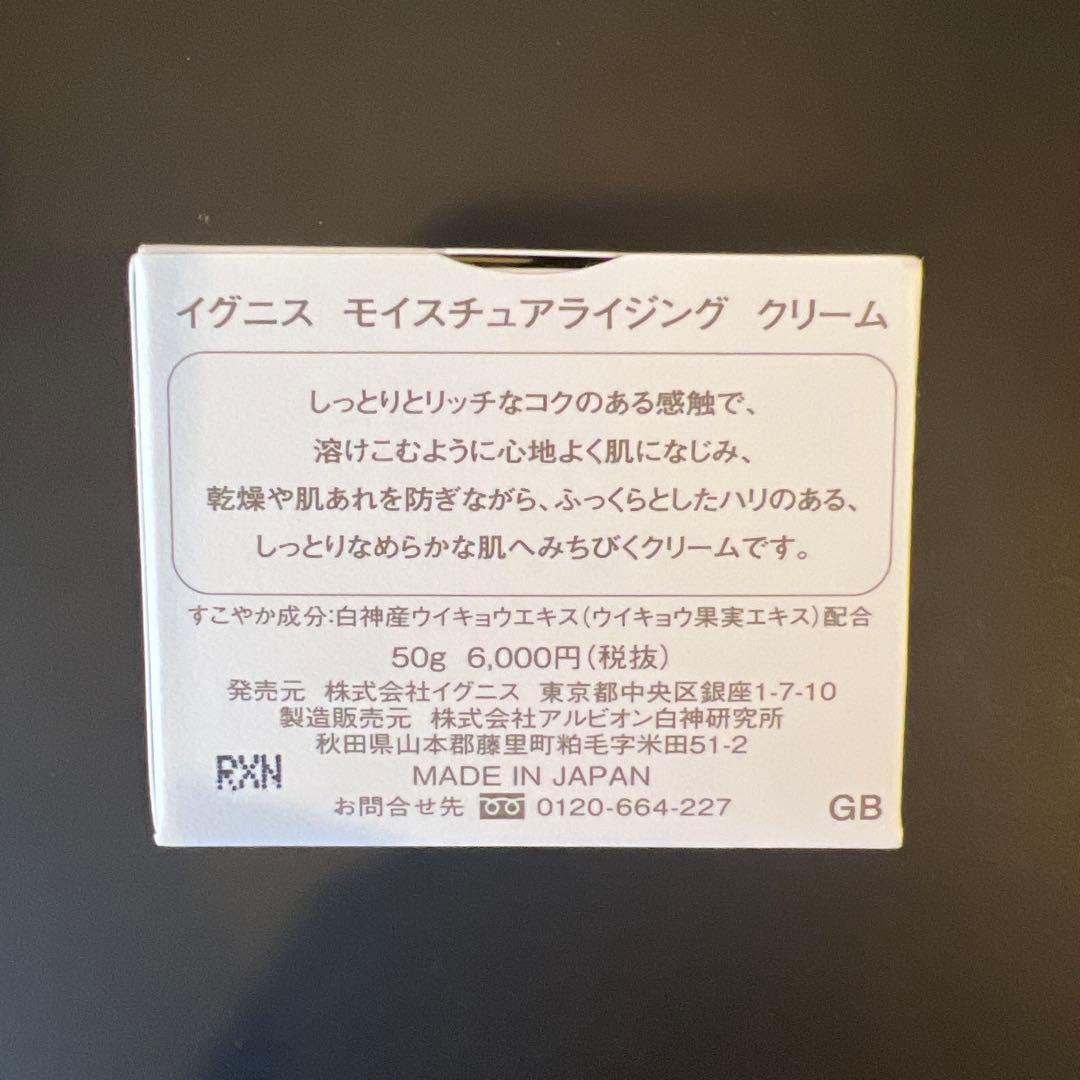 イグニス モイスチュアライジング クリーム
しっとりとリッチなコクのある感触で、
溶けこむように心地よく肌になじみ、
乾燥や肌あれを防ぎながら、ふっくらとしたハリのある、
しっとりなめらかな肌へみちびくクリームです。
すこやか成分:白神産ウイキョウエキス(ウイキョウ果実エキス)配合
50g 6,000円(税抜)
発売元 株式会社イグニス 東京都中央区銀座1-7-10
製造販売元 株式会社アルビオン白神研究所
秋田県山本郡藤里町粕毛字米田51-2
RXN MADE IN JAPAN
お問合せ先 0120-664-227 GB